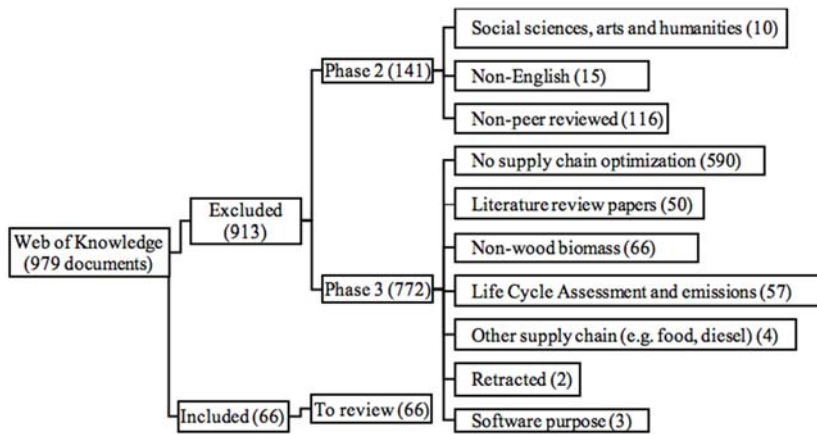 Web of Knowledge
(979 documents)
Excluded
(913)
Phase 2 (141)
Social sciences, arts and humanities (10)
Non-English (15)
Non-peer reviewed (116)
Phase 3 (772)
No supply chain optimization (590)
Literature review papers (50)
Non-wood biomass (66)
Life Cycle Assessment and emissions (57)
Other supply chain (e.g. food, diesel) (4)
Retracted (2)
Software purpose (3)
Included (66)
To review (66)